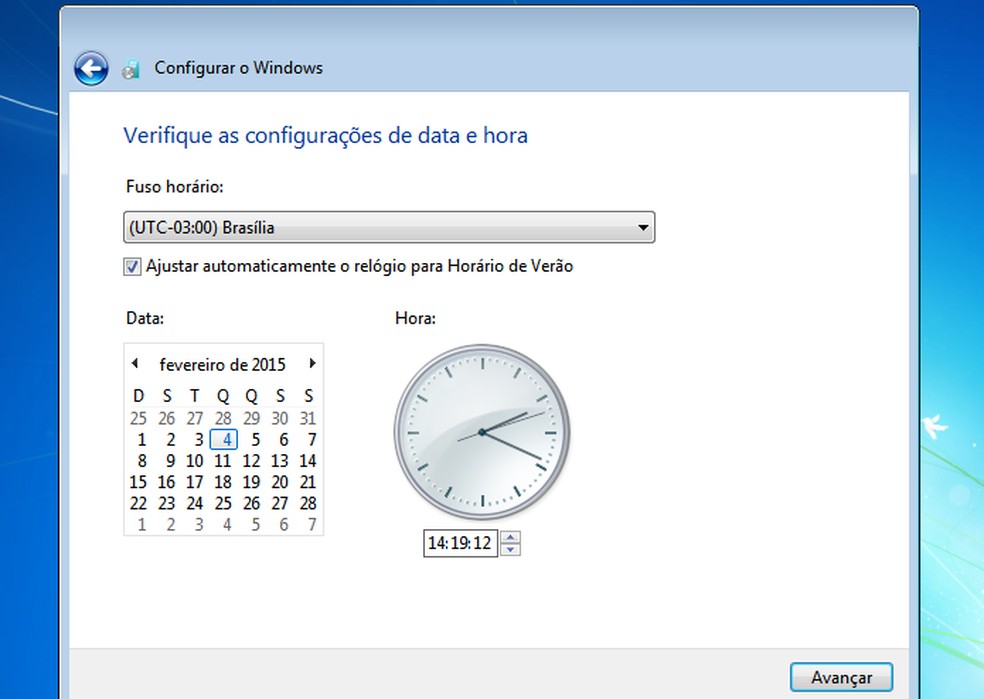 Configurar o Windows
Verifique as configurações de data e hora
Fuso horário:
(UTC-03:00) Brasília
Ajustar automaticamente o relógio para Horário de Verão
Data:
Hora:
fevereiro de 2015
D S T Q Q S S
25 26 27 28 29 30 31
1 2 3 4 5 6 7
8 9 10 11 12 13 14
15 16 17 18 19 20 21
22 23 24 25 26 27 28
1 2 3 4 5 6 7
14:19:12
Avançar